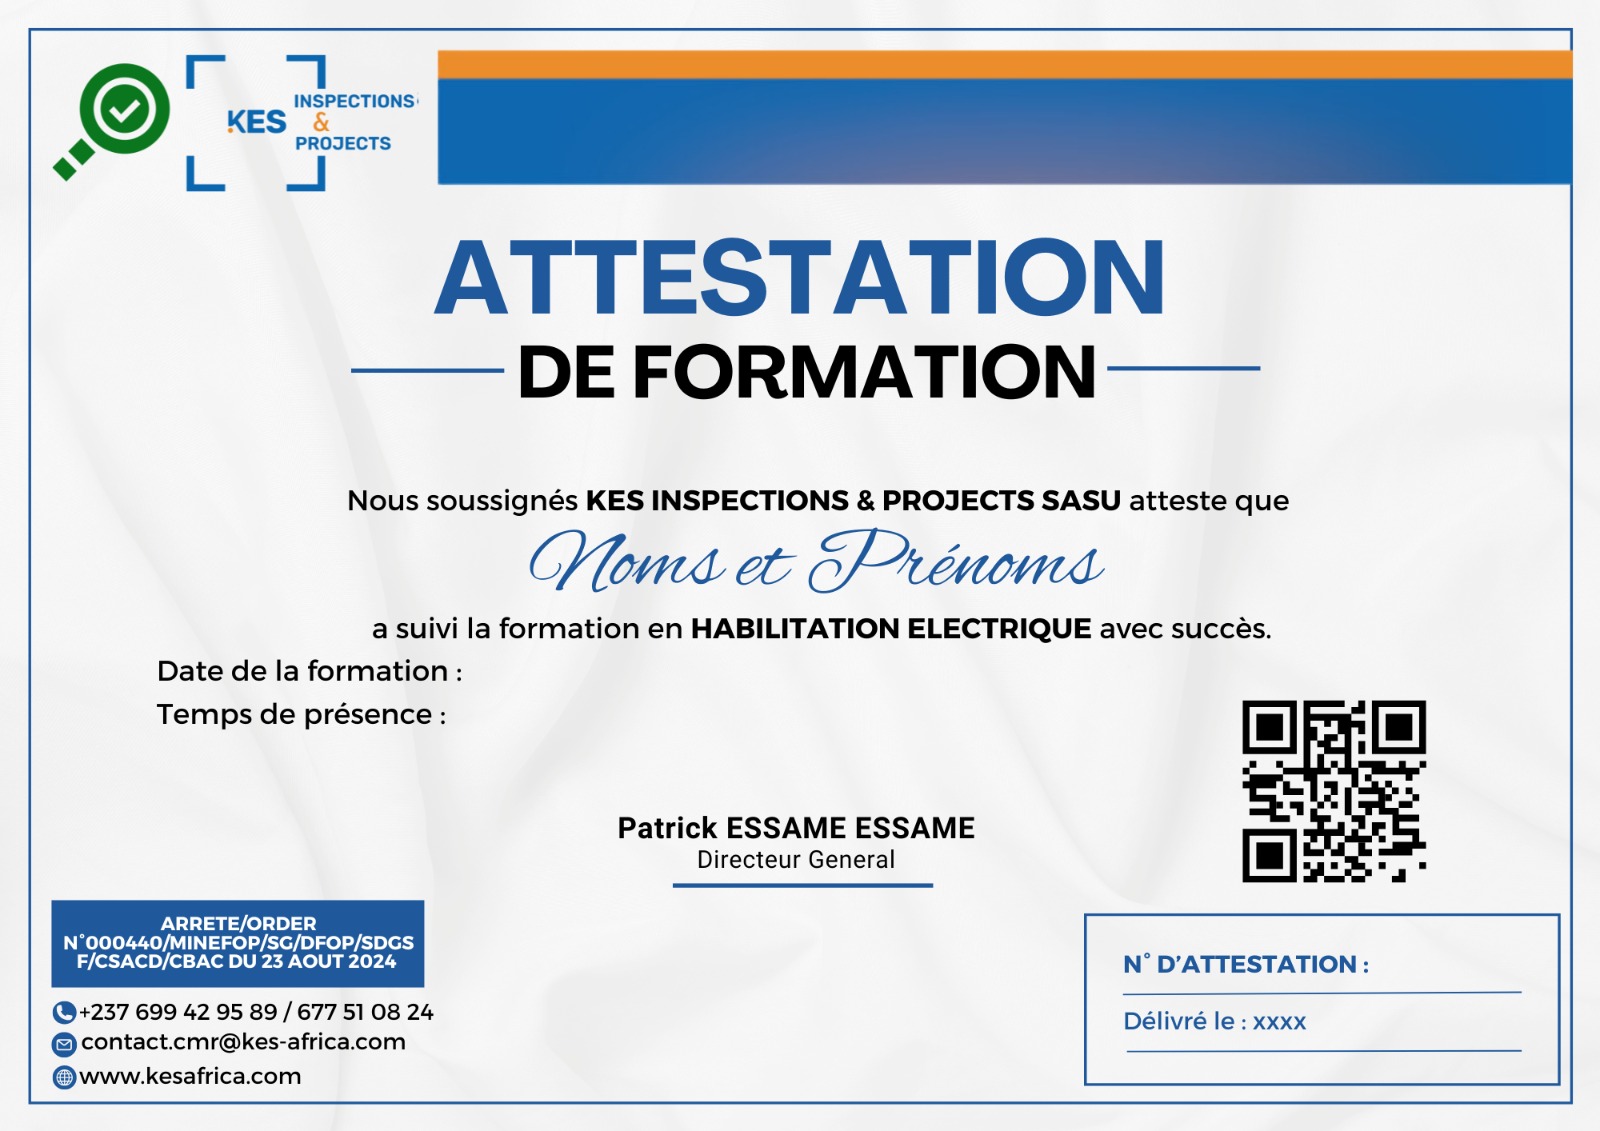 KES INSPECTIONS
&
PROJECTS
ATTESTATION
DE FORMATION
Nous soussignés KES INSPECTIONS & PROJECTS SASU atteste que
Noms et Prénoms
a suivi la formation en HABILITATION ELECTRIQUE avec succès.
Date de la formation :
Temps de présence :
Patrick ESSAME ESSAME
Directeur General
ARRETE/ORDER
N°000440/MINEFOP/SG/DFOP/SDGS
F/CSACD/CBAC DU 23 AOUT 2024
+237 699 42 95 89 / 677 51 08 24
contact.cmr@kes-africa.com
www.kesafrica.com
N° D’ATTESTATION :
Délivré le : xxxx